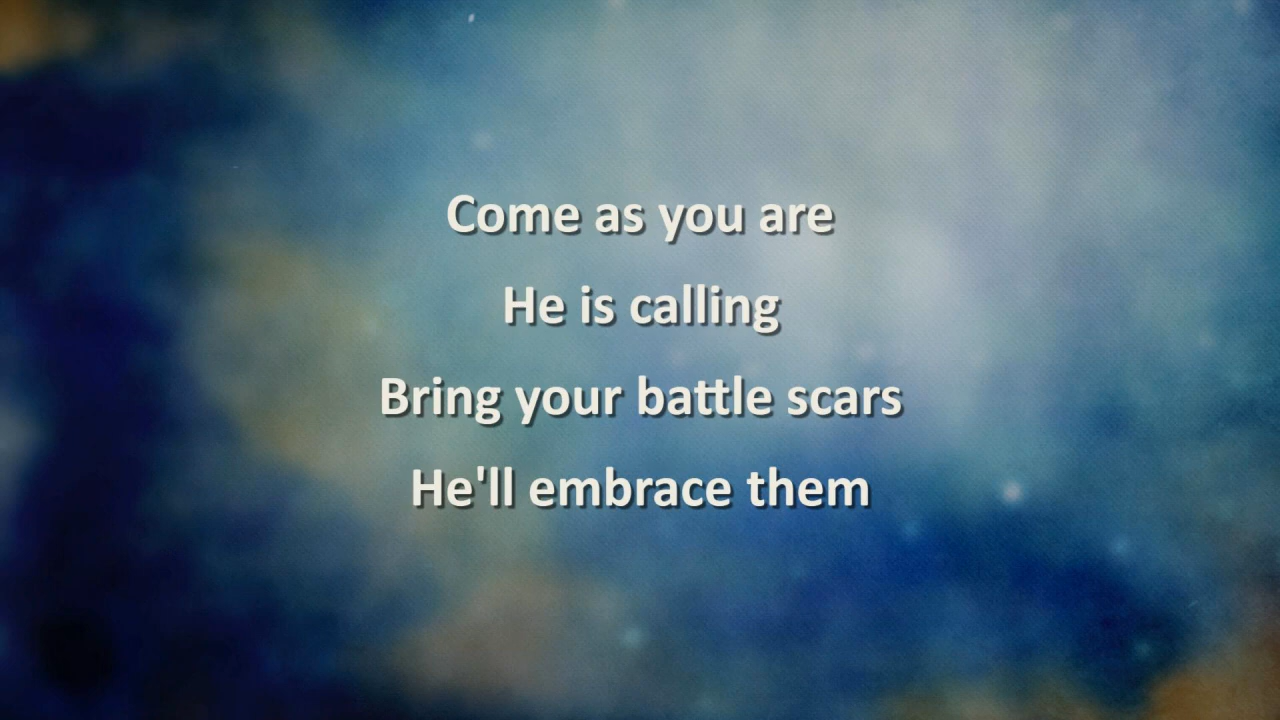 Come as you are
He is calling
Bring your battle scars
He'll embrace them